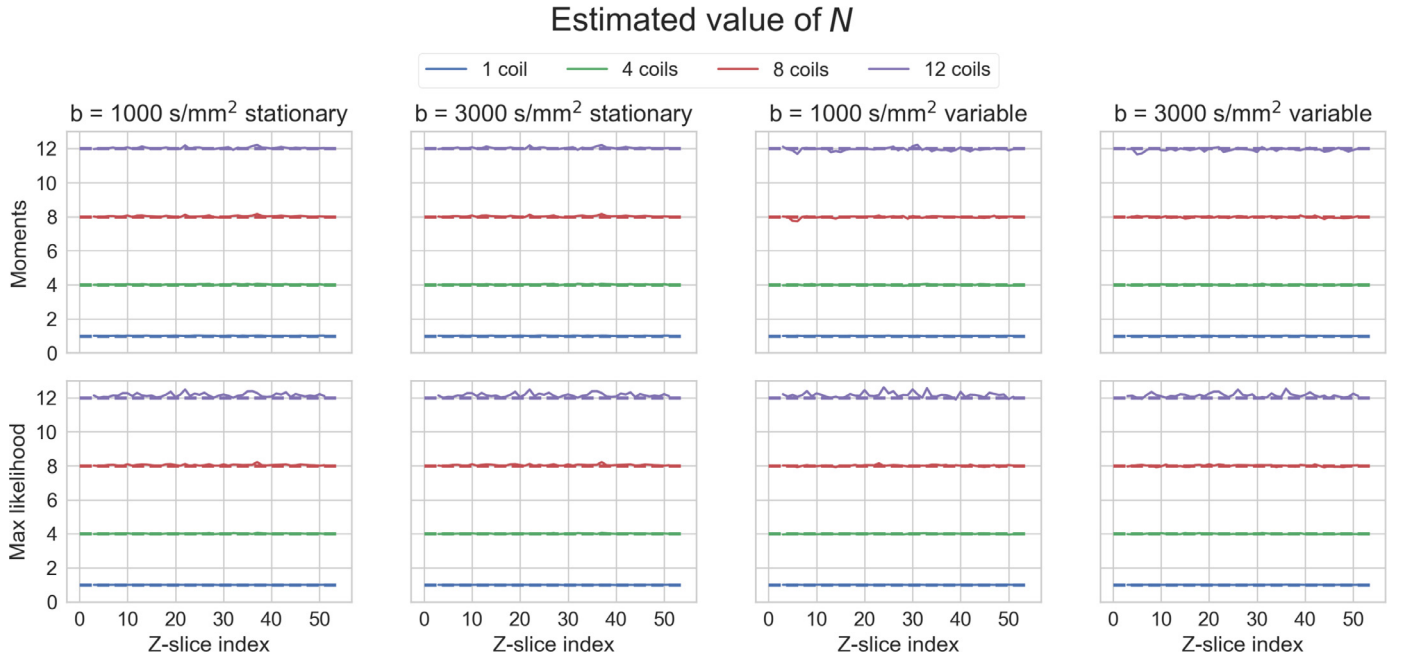 Estimated value of N
1 coil 4 coils 8 coils 12 coils
b = 1000 s/mm² stationary b = 3000 s/mm² stationary b = 1000 s/mm² variable b = 3000 s/mm² variable
Moments
12
10
8
6
4
2
0
Max likelihood
12
10
8
6
4
2
0
0 10 20 30 40 50 0 10 20 30 40 50 0 10 20 30 40 50 0 10 20 30 40 50
Z-slice index Z-slice index Z-slice index Z-slice index